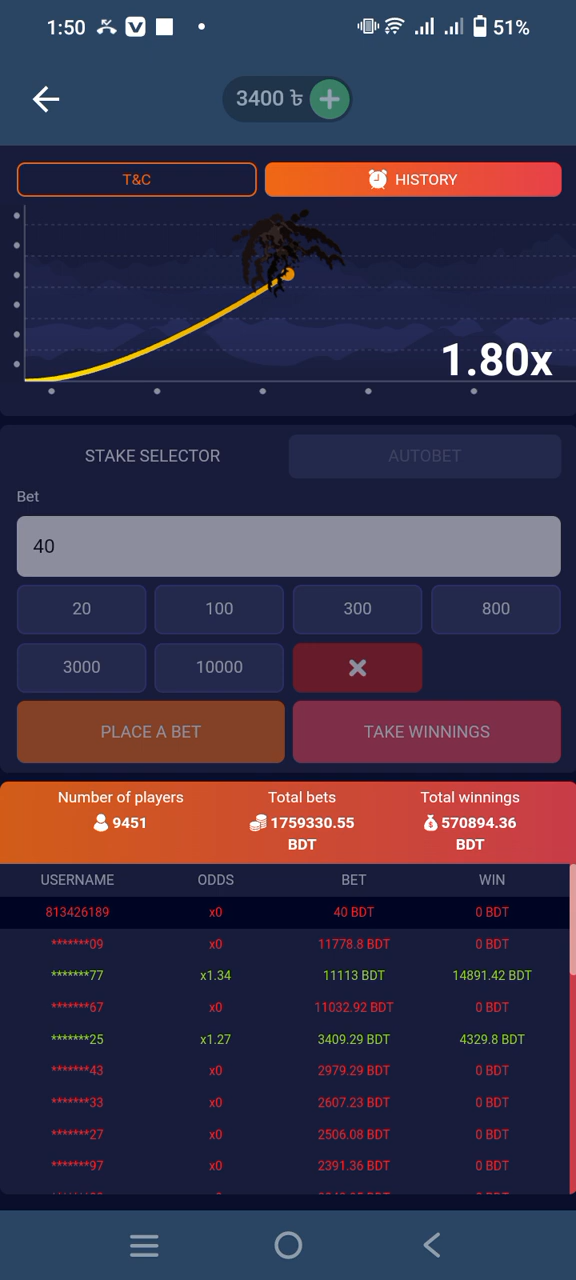 1:50 51%
3400 ৳
T&C HISTORY
1.80x
STAKE SELECTOR AUTOBET
Bet
40
20 100 300 800
3000 10000
PLACE A BET TAKE WINNINGS
Number of players Total bets Total winnings
9451 1759330.55 570894.36
BDT BDT
USERNAME ODDS BET WIN
813426189 x0 40 BDT 0 BDT
*******09 x0 11778.8 BDT 0 BDT
*******77 x1.34 11113 BDT 14891.42 BDT
*******67 x0 11032.92 BDT 0 BDT
*******25 x1.27 3409.29 BDT 4329.8 BDT
*******43 x0 2979.29 BDT 0 BDT
*******33 x0 2607.23 BDT 0 BDT
*******27 x0 2506.08 BDT 0 BDT
*******97 x0 2391.36 BDT 0 BDT